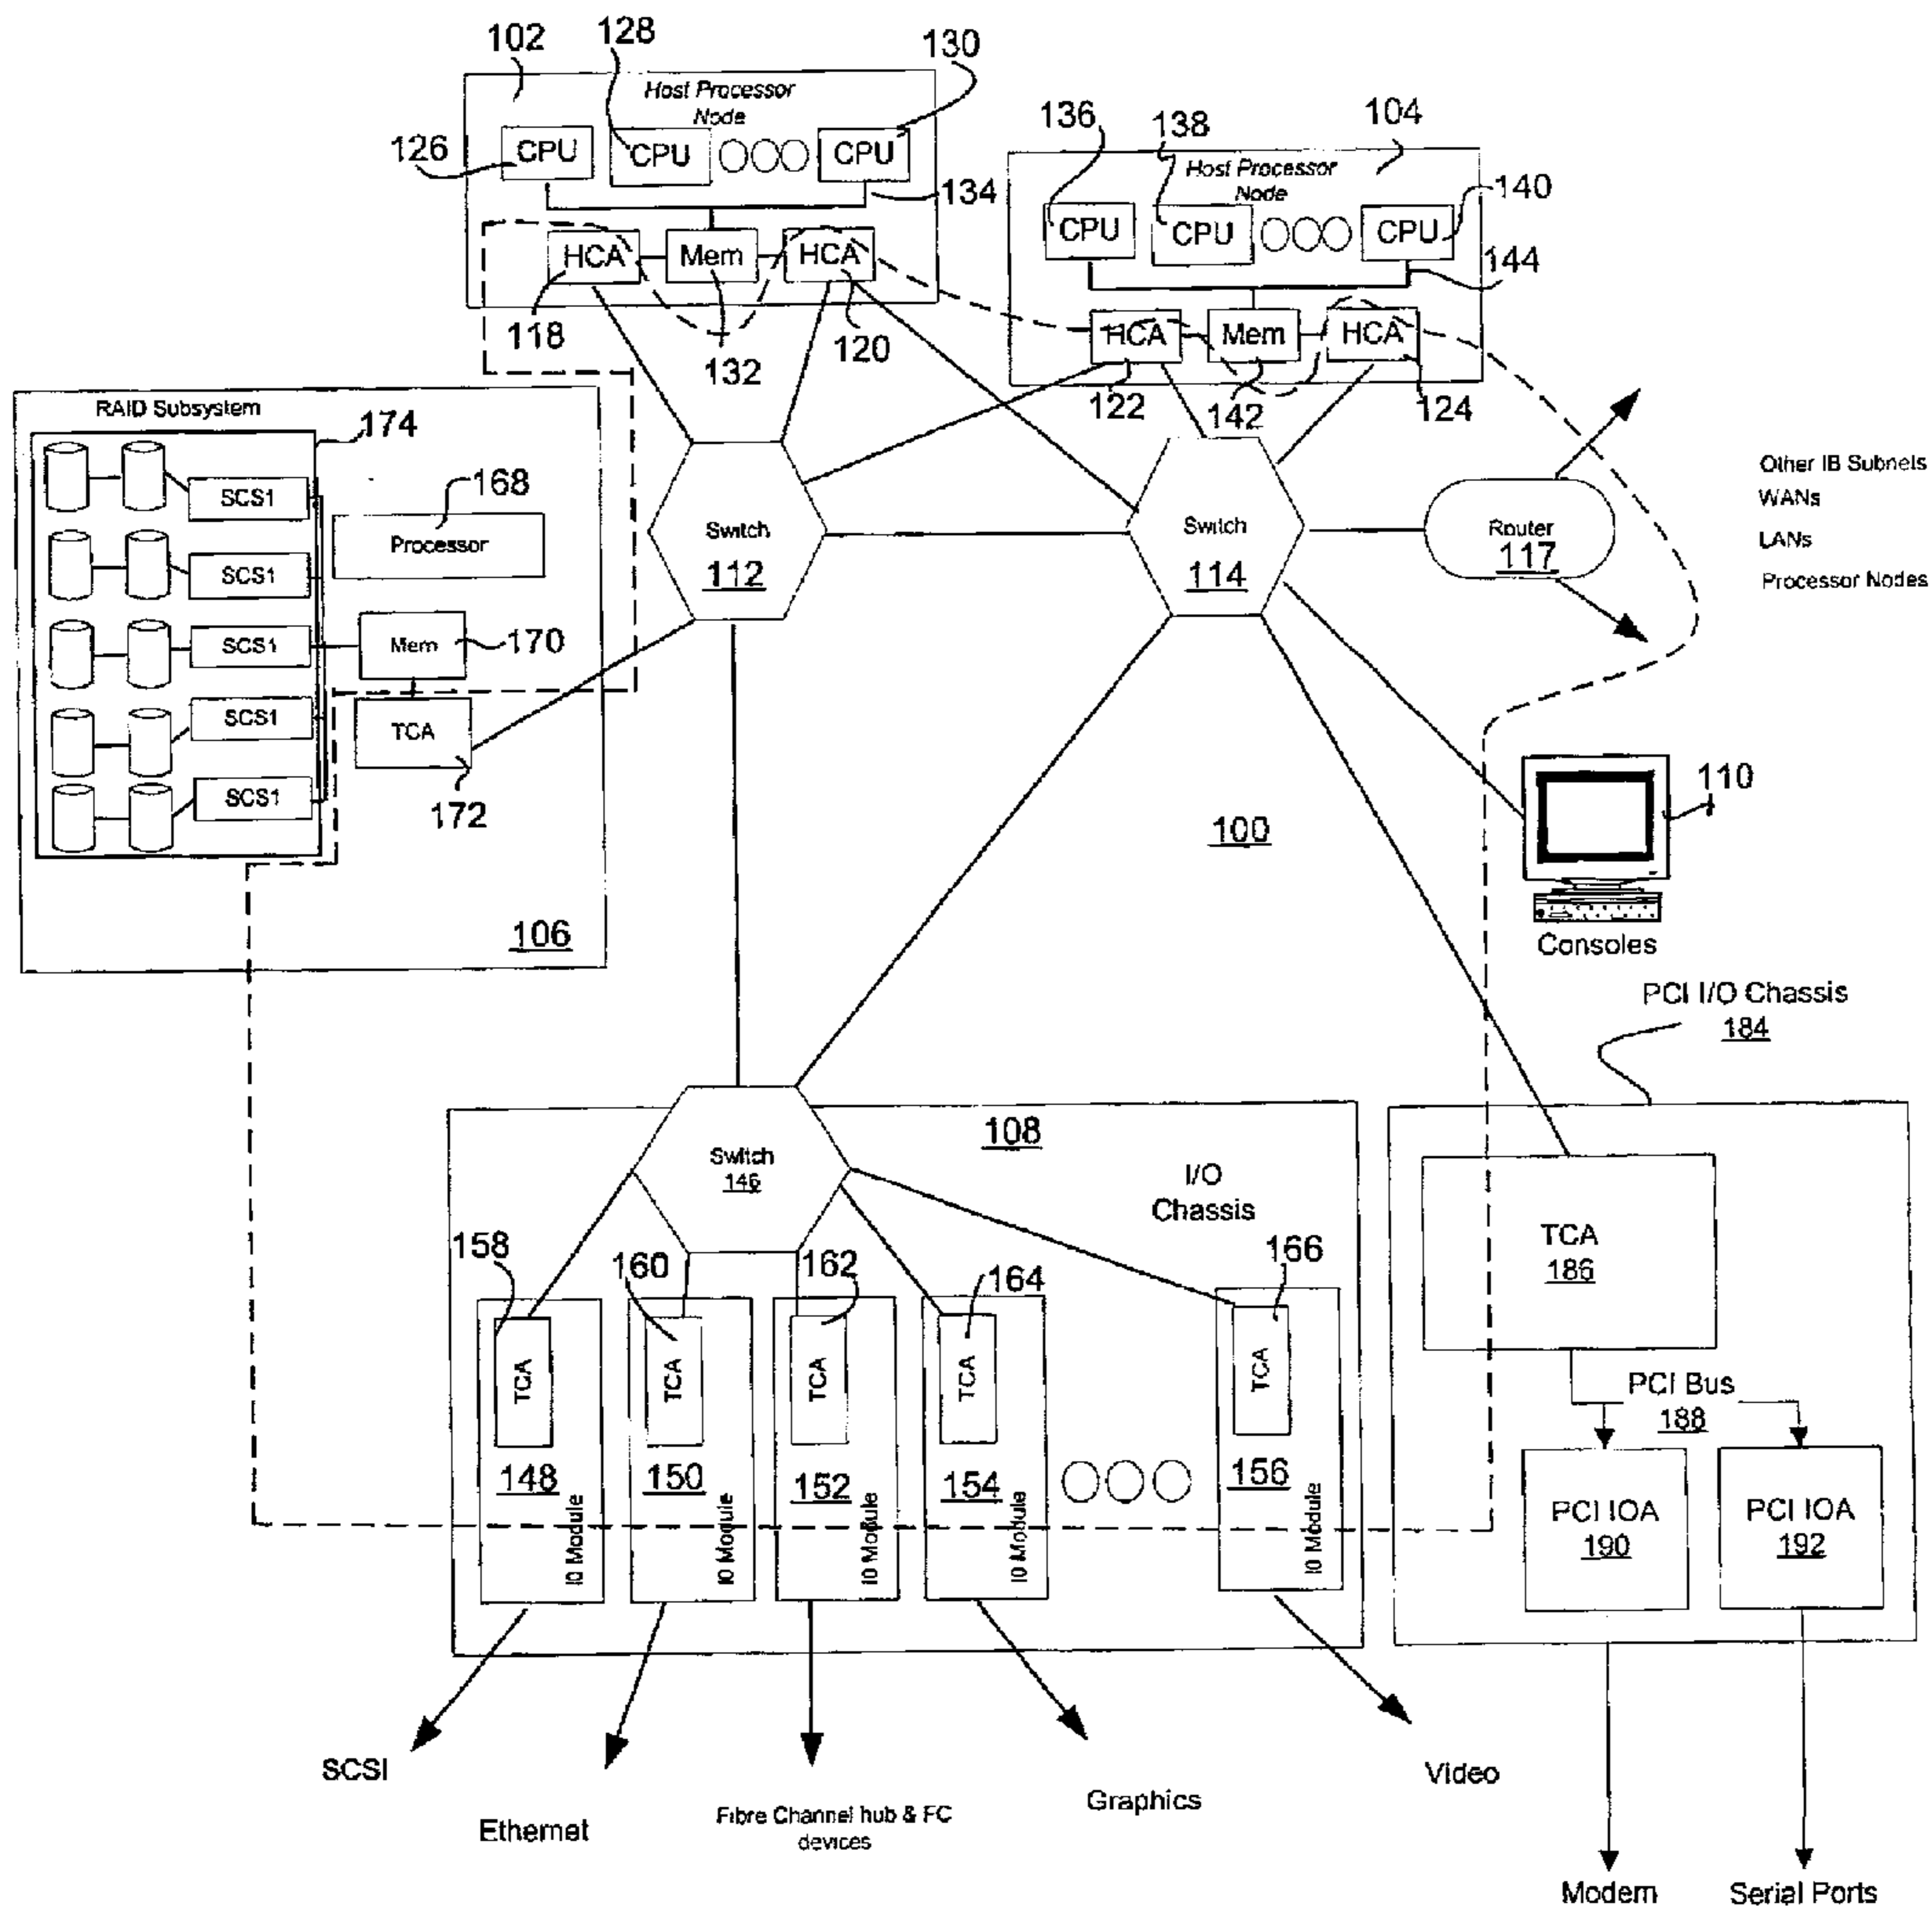 102
128
130
Host Processor
Node
126
CPU
CPU
CPU
134
HCA
Mem
HCA
118
132
120
136
138
104
Host Processor
Node
140
CPU
CPU
CPU
144
HCA
Mem
HCA
122
142
124
RAID Subsystem
174
SCS1
168
Processor
SCS1
SCS1
Mem
170
SCS1
TCA
SCS1
172
106
Switch
112
Switch
114
Router
117
Other IB Subnets
WANs
LANs
Processor Nodes
100
110
Consoles
PCI I/O Chassis
184
Switch
146
108
I/O
Chassis
158
160
162
164
166
TCA
TCA
TCA
TCA
TCA
148
150
152
154
156
I0 Module
I0 Module
I0 Module
I0 Module
I0 Module
TCA
186
PCI Bus
188
PCI IOA
190
PCI IOA
192
SCSI
Ethernet
Fibre Channel hub & FC
devices
Graphics
Video
Modem
Serial Ports